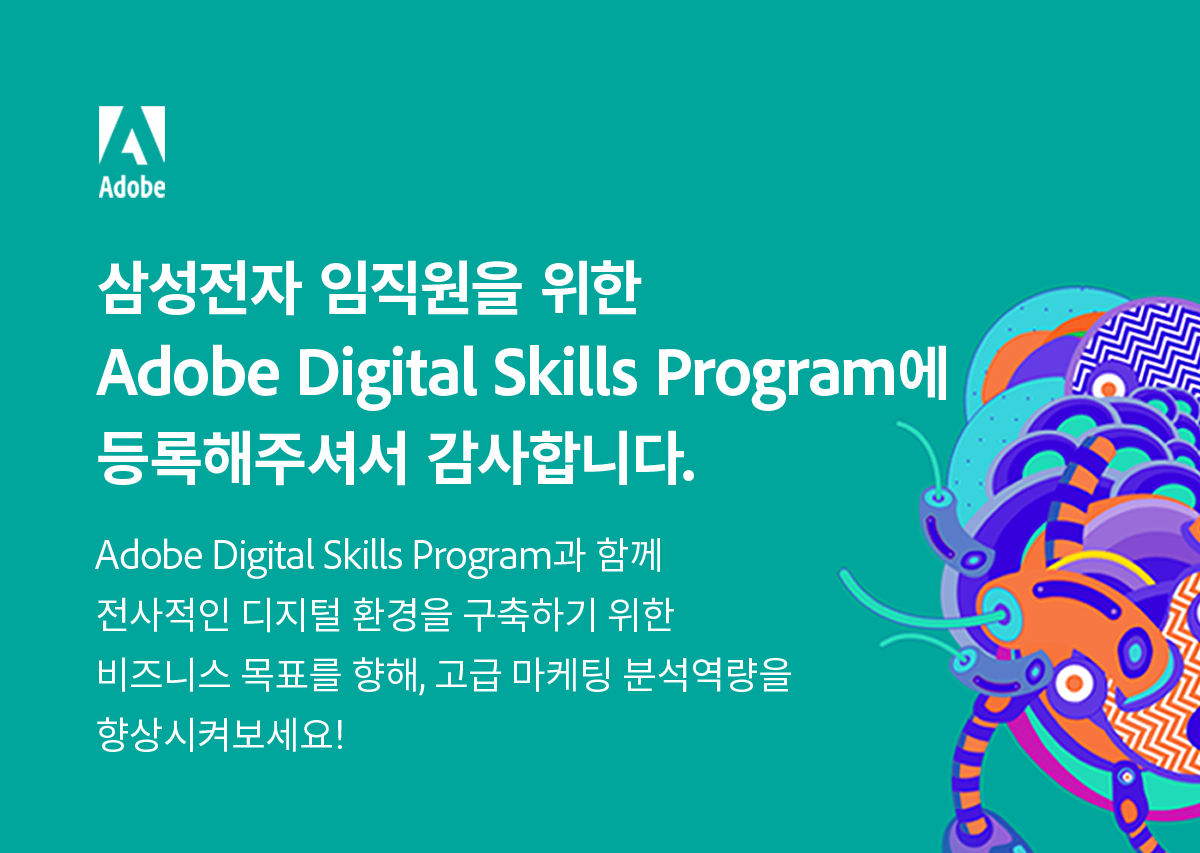 Adobe
삼성전자 임직원을 위한
Adobe Digital Skills Program에
등록해주셔서 감사합니다.
Adobe Digital Skills Program과 함께
전사적인 디지털 환경을 구축하기 위한
비즈니스 목표를 향해, 고급 마케팅 분석역량을
향상시켜보세요!